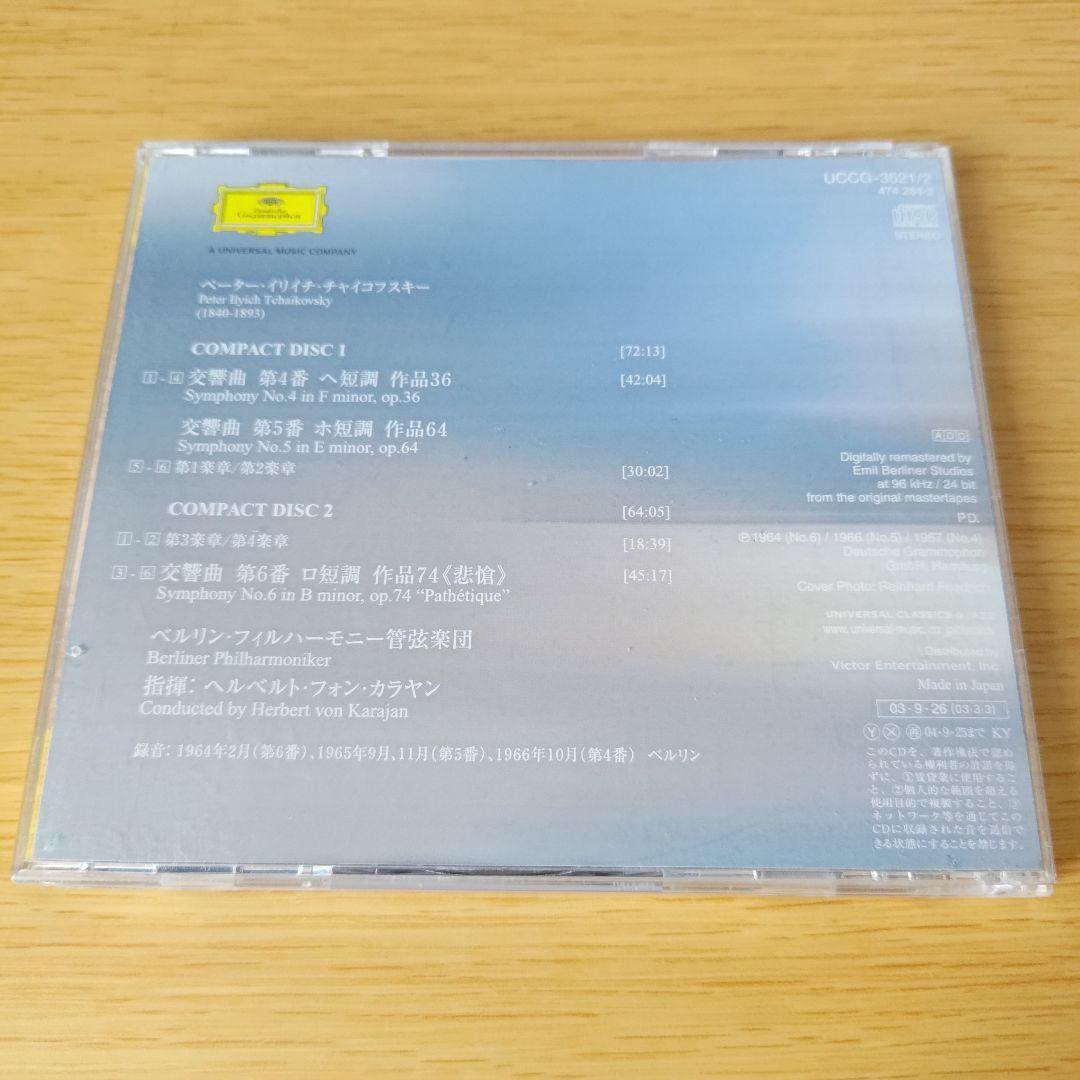 Deutsche
Grammophon
A UNIVERSAL MUSIC COMPANY
UCCG-3521/2
474 284-2
STEREO
ペーター・イリイチ・チャイコフスキー
Peter Ilyich Tchaikovsky
(1840-1893)
COMPACT DISC 1 [72:13]
1-4 交響曲 第4番 ヘ短調 作品36 [42:04]
Symphony No.4 in F minor, op.36
交響曲 第5番 ホ短調 作品64
Symphony No.5 in E minor, op.64
5-6 第1楽章/第2楽章 [30:02]
COMPACT DISC 2 [64:05]
1-2 第3楽章/第4楽章 [18:39]
3-6 交響曲 第6番 ロ短調 作品74《悲愴》 [45:17]
Symphony No.6 in B minor, op.74 “Pathétique”
ベルリン・フィルハーモニー管弦楽団
Berliner Philharmoniker
指揮：ヘルベルト・フォン・カラヤン
Conducted by Herbert von Karajan
録音：1964年2月(第6番)、1965年9月、11月(第5番)、1966年10月(第4番) ベルリン
ADD
Digitally remastered by
Emil Berliner Studios
at 96 kHz / 24 bit
from the original mastertapes
P.D.
℗1964 (No.6) / 1966 (No.5) / 1967 (No.4)
Deutsche Grammophon
GmbH, Hamburg
Cover Photo: Reinhard Friedrich
UNIVERSAL CLASSICS & JAZZ
Distributed by
Victor Entertainment, Inc
Made in Japan
03・9・26 (03・3・3)
Ⓨ Ⓧ 再 04・9・25まで KY
このCDを、著作権法で認め
られている権利者の許諾を得
ずに、①賃貸業に使用するこ
と、②個人的な範囲を超える
使用目的で複製すること、③
ネットワーク等を通じてこの
CDに収録された音を送信で
きる状態にすることを禁じます。